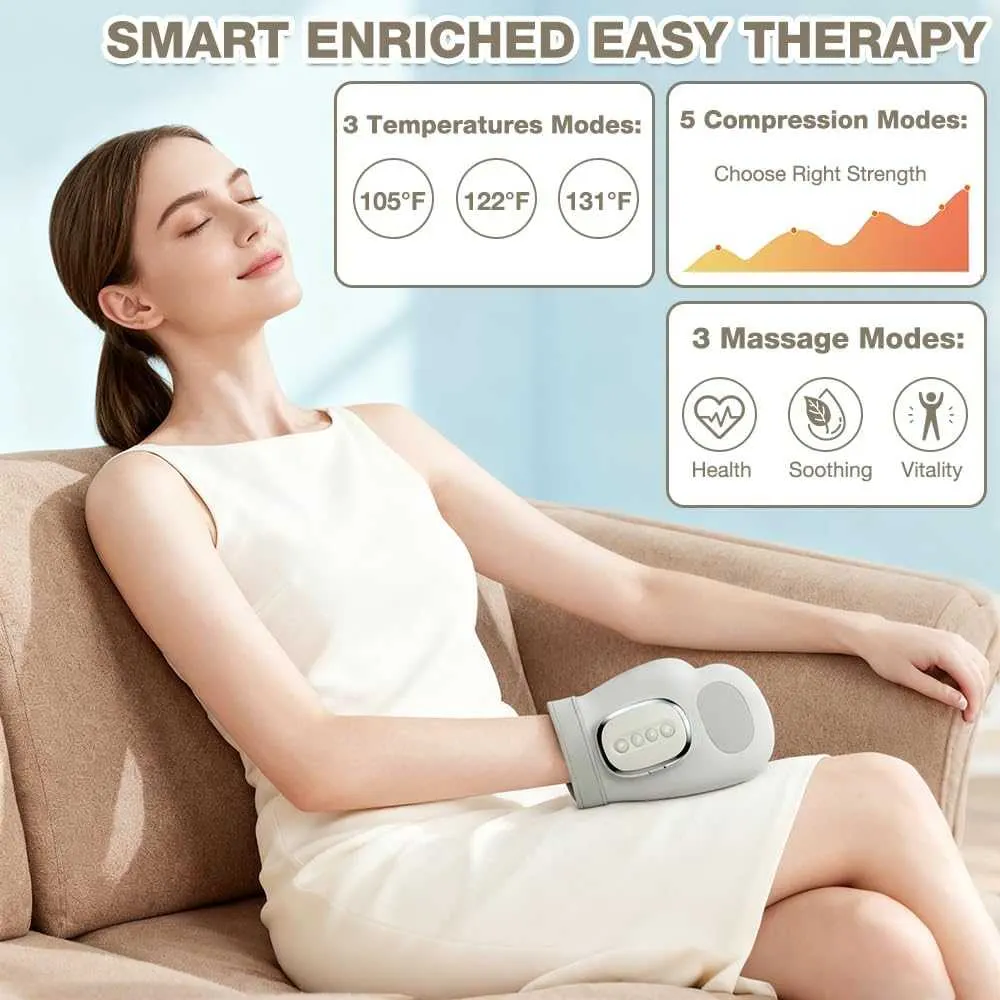 SMART ENRICHED EASY THERAPY
3 Temperatures Modes:
105°F 122°F 131°F
5 Compression Modes:
Choose Right Strength
3 Massage Modes:
Health Soothing Vitality